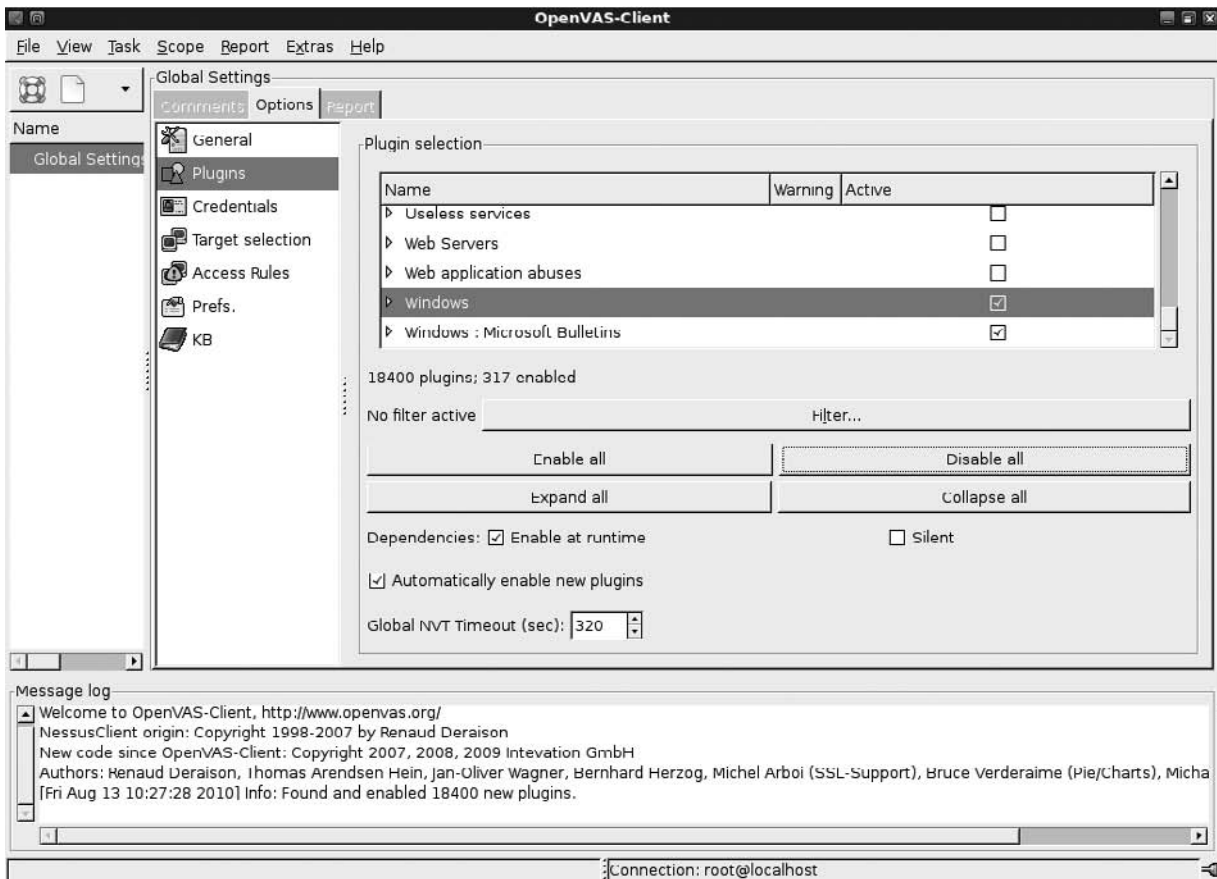 OpenVAS-Client
File View Task Scope Report Extras Help
Global Settings
Comments Options Report
Name
Global Settings
General
Plugins
Credentials
Target selection
Access Rules
Prefs.
KB
Plugin selection
Name Warning Active
Useless services
Web Servers
Web application abuses
Windows
Windows : Microsoft Bulletins
18400 plugins; 317 enabled
No filter active Filter...
Enable all Disable all
Expand all Collapse all
Dependencies: Enable at runtime Silent
Automatically enable new plugins
Global NVT Timeout (sec): 320
Message log
Welcome to OpenVAS-Client, http://www.openvas.org/
NessusClient origin: Copyright 1998-2007 by Renaud Deraison
New code since OpenVAS-Client: Copyright 2007, 2008, 2009 Intevation GmbH
Authors: Renaud Deraison, Thomas Arendsen Hein, Jan-Oliver Wagner, Bernhard Herzog, Michel Arboi (SSL-Support), Bruce Verderaime (Pie/Charts), Micha
[Fri Aug 13 10:27:28 2010] Info: Found and enabled 18400 new plugins.
Connection: root@localhost